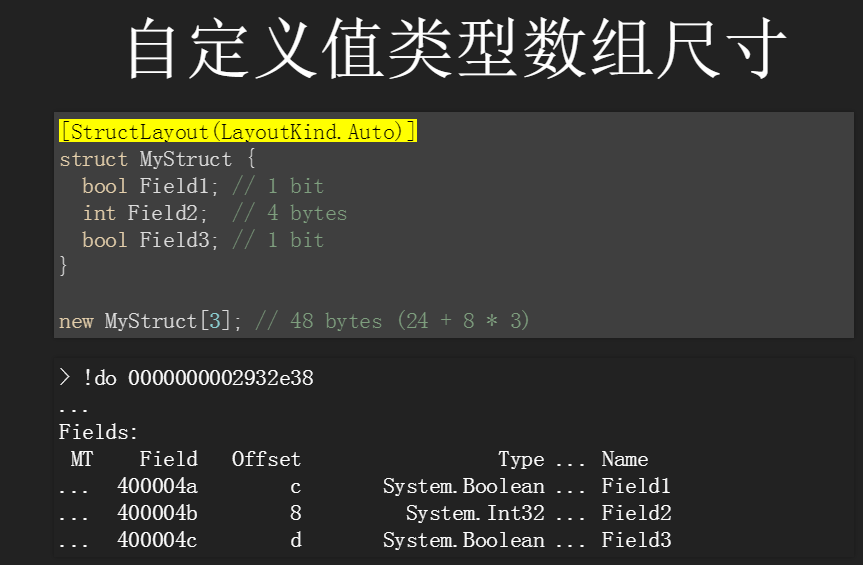 自定义值类型数组尺寸
[StructLayout(LayoutKind.Auto)]
struct MyStruct {
  bool Field1; // 1 bit
  int Field2;  // 4 bytes
  bool Field3; // 1 bit
}
new MyStruct[3]; // 48 bytes (24 + 8 * 3)
> !do 0000000002932e38
...
Fields:
MT Field Offset Type ... Name
... 400004a c System.Boolean ... Field1
... 400004b 8 System.Int32 ... Field2
... 400004c d System.Boolean ... Field3